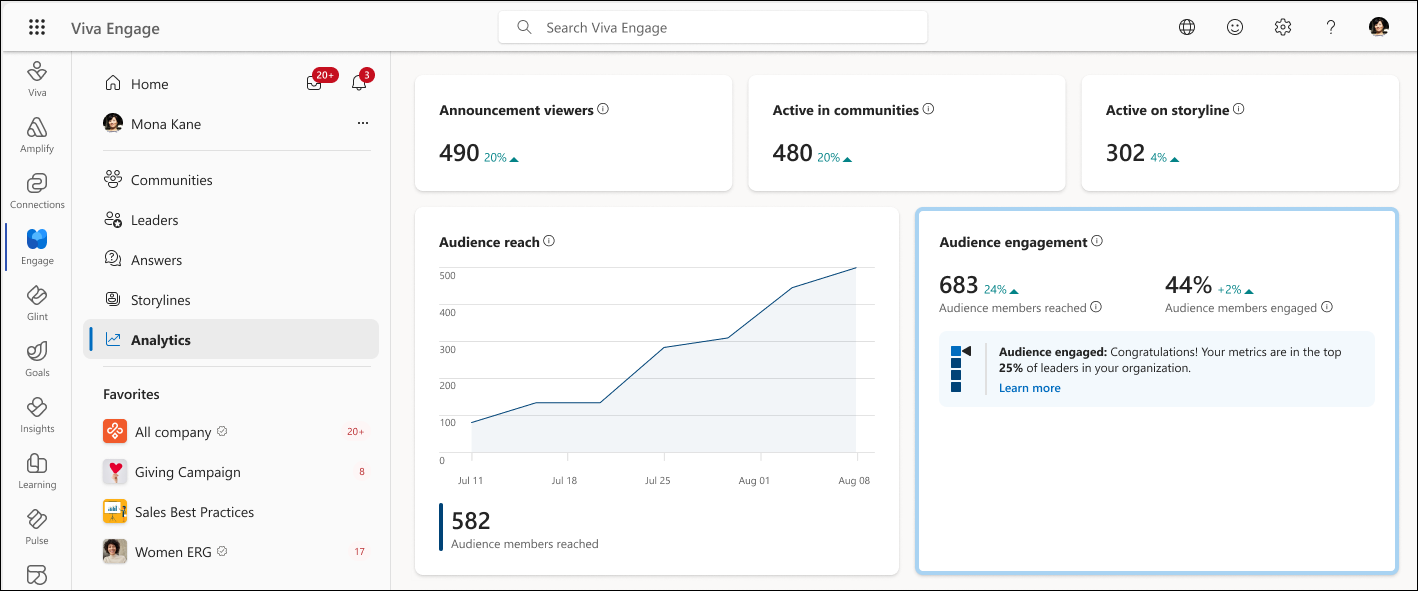 Viva Engage
Search Viva Engage
?
Viva
Amplify
Connections
Engage
Glint
Goals
Insights
Learning
Pulse
Home
20+
3
Mona Kane
...
Communities
Leaders
Answers
Storylines
Analytics
Favorites
All company
20+
Giving Campaign
8
Sales Best Practices
Women ERG
17
Announcement viewers
490 20%
Active in communities
480 20%
Active on storyline
302 4%
Audience reach
500
400
300
200
100
0
Jul 11 Jul 18 Jul 25 Aug 01 Aug 08
582
Audience members reached
Audience engagement
683 24%
Audience members reached
44% +2%
Audience members engaged
Audience engaged: Congratulations! Your metrics are in the top
25% of leaders in your organization.
Learn more